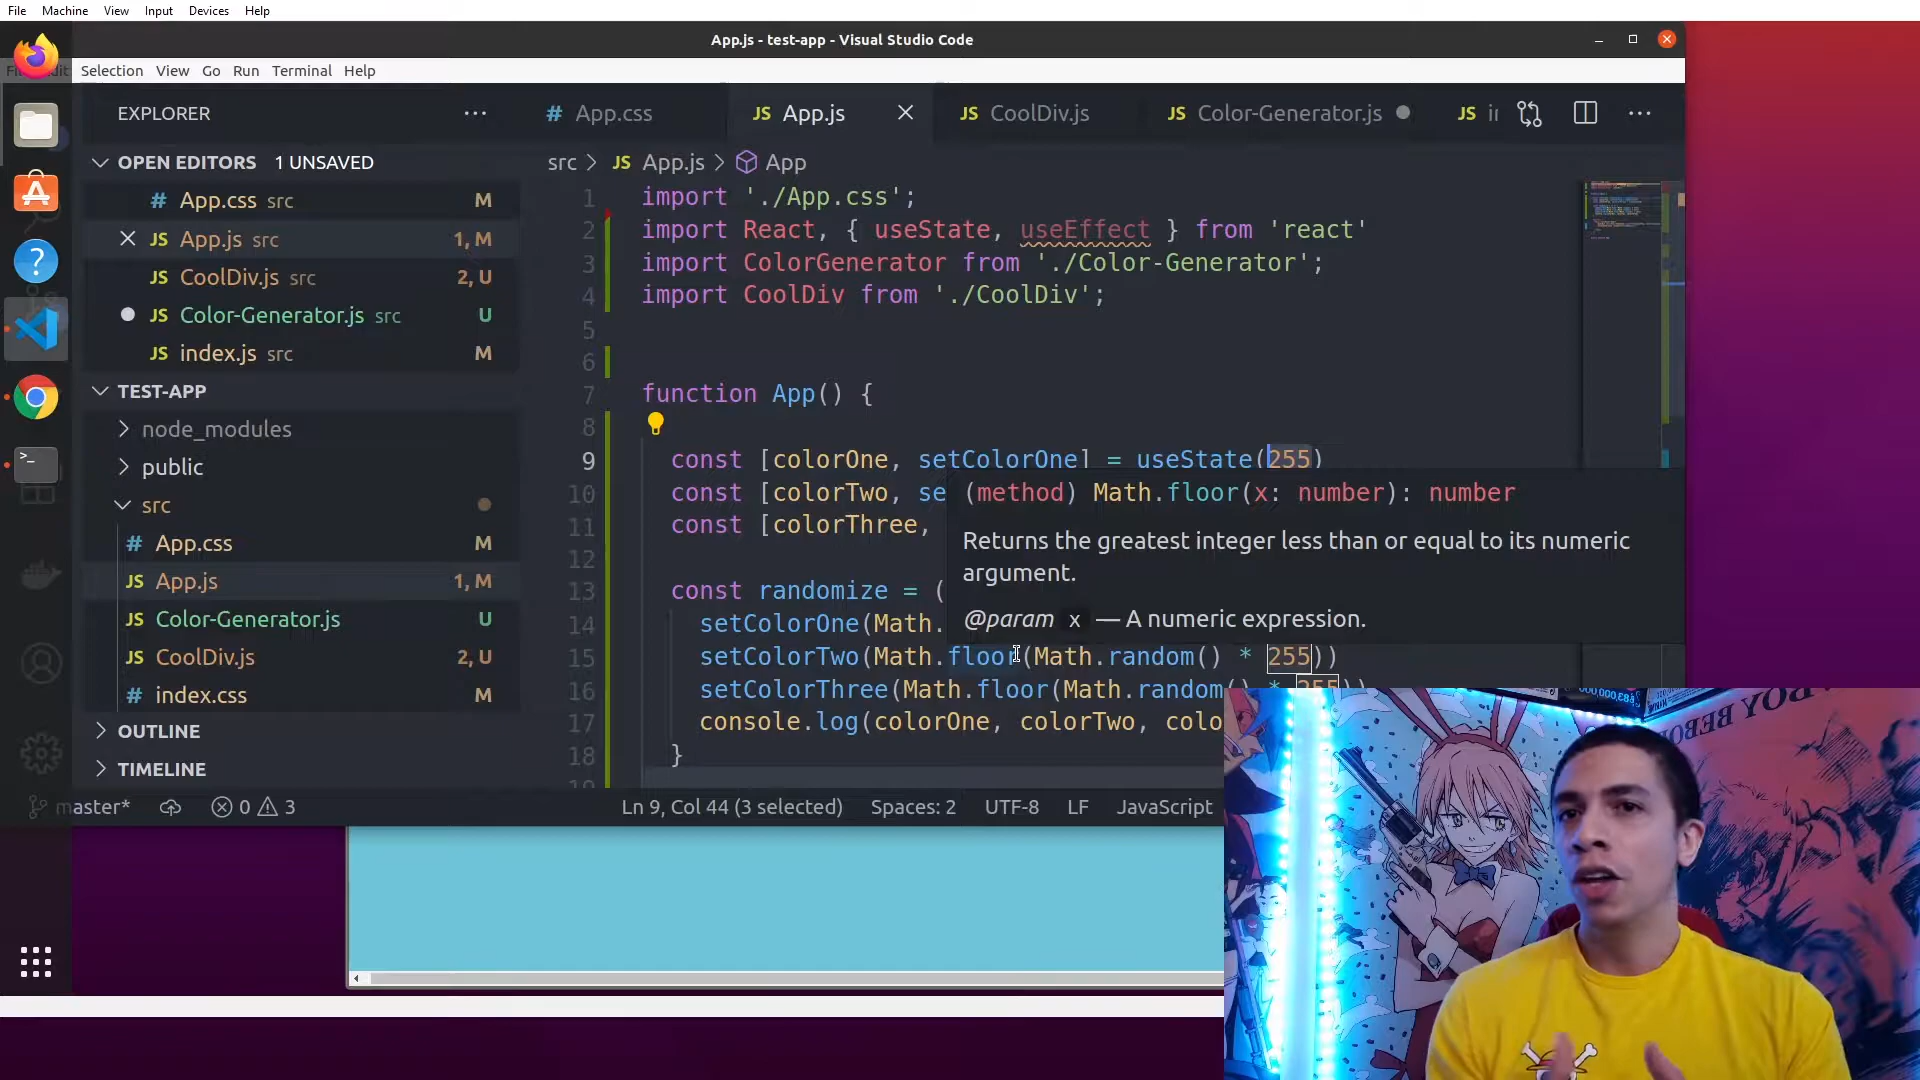 File Machine View Input Devices Help
App.js - test-app - Visual Studio Code
Selection View Go Run Terminal Help
EXPLORER ···
# App.css
JS App.js
JS CoolDiv.js
JS Color-Generator.js
JS
OPEN EDITORS 1 UNSAVED
# App.css src M
JS App.js src 1, M
JS CoolDiv.js src 2, U
JS Color-Generator.js src U
JS index.js src M
TEST-APP
node_modules
public
src
# App.css M
JS App.js 1, M
JS Color-Generator.js U
JS CoolDiv.js 2, U
# index.css M
OUTLINE
TIMELINE
src > JS App.js > App
1 import './App.css';
2 import React, { useState, useEffect } from 'react'
3 import ColorGenerator from './Color-Generator';
4 import CoolDiv from './CoolDiv';
5
6
7 function App() {
8
9 const [colorOne, setColorOne] = useState(255)
10 const [colorTwo, se
11 const [colorThree,
12
13 const randomize = (
14 setColorOne(Math.
15 setColorTwo(Math.floor(Math.random() * 255))
16 setColorThree(Math.floor(Math.random() * 255))
17 console.log(colorOne, colorTwo, colo
18 }
(method) Math.floor(x: number): number
Returns the greatest integer less than or equal to its numeric
argument.
@param x — A numeric expression.
master* 0 3 Ln 9, Col 44 (3 selected) Spaces: 2 UTF-8 LF JavaScript